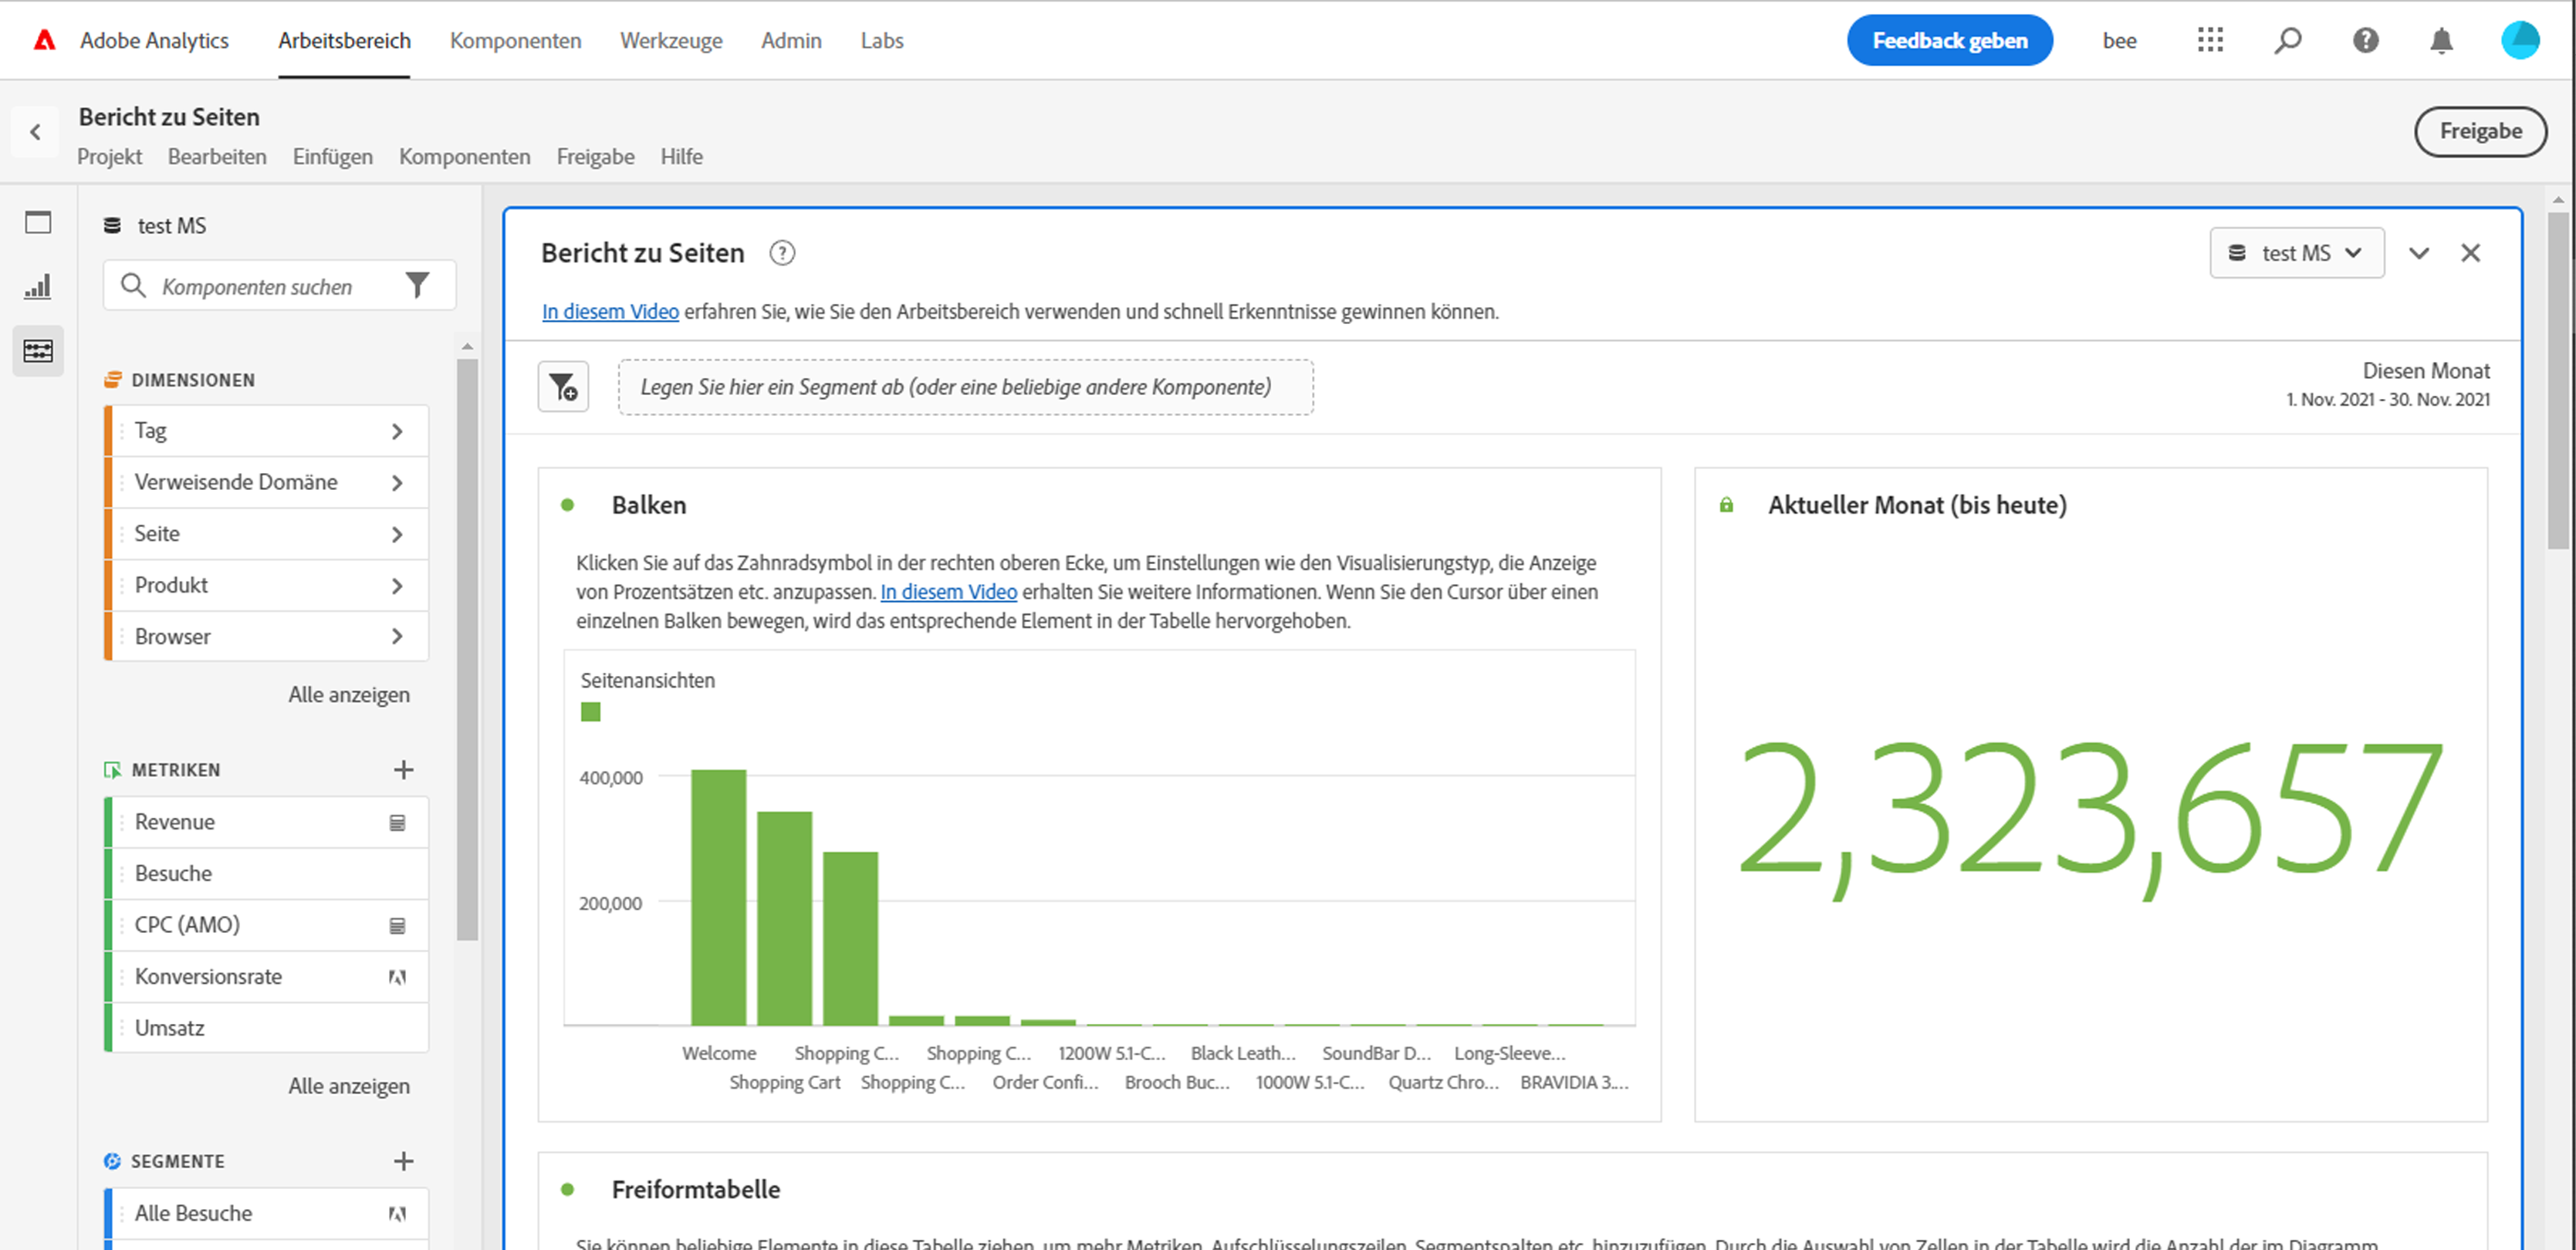 Adobe Analytics Arbeitsbereich Komponenten Werkzeuge Admin Labs Feedback geben bee
Bericht zu Seiten
Projekt Bearbeiten Einfügen Komponenten Freigabe Hilfe
Freigabe
test MS
Komponenten suchen
DIMENSIONEN
Tag
Verweisende Domäne
Seite
Produkt
Browser
Alle anzeigen
METRIKEN
Revenue
Besuche
CPC (AMO)
Konversionsrate
Umsatz
Alle anzeigen
SEGMENTE
Alle Besuche
Bericht zu Seiten
test MS
In diesem Video erfahren Sie, wie Sie den Arbeitsbereich verwenden und schnell Erkenntnisse gewinnen können.
Legen Sie hier ein Segment ab (oder eine beliebige andere Komponente)
Diesen Monat
1. Nov. 2021 - 30. Nov. 2021
Balken
Klicken Sie auf das Zahnradsymbol in der rechten oberen Ecke, um Einstellungen wie den Visualisierungstyp, die Anzeige
von Prozentsätzen etc. anzupassen. In diesem Video erhalten Sie weitere Informationen. Wenn Sie den Cursor über einen
einzelnen Balken bewegen, wird das entsprechende Element in der Tabelle hervorgehoben.
Seitenansichten
400,000
200,000
Welcome Shopping C... Shopping C... 1200W 5.1-C... Black Leath... SoundBar D... Long-Sleeve...
Shopping Cart Shopping C... Order Confi... Brooch Buc... 1000W 5.1-C... Quartz Chro... BRAVIDIA 3....
Aktueller Monat (bis heute)
2,323,657
Freiformtabelle
Sie können beliebige Elemente in diese Tabelle ziehen, um mehr Metriken, Aufschlüsselungszeilen, Segmentspalten etc. hinzuzufügen. Durch die Auswahl von Zellen in der Tabelle wird die Anzahl der im Diagramm